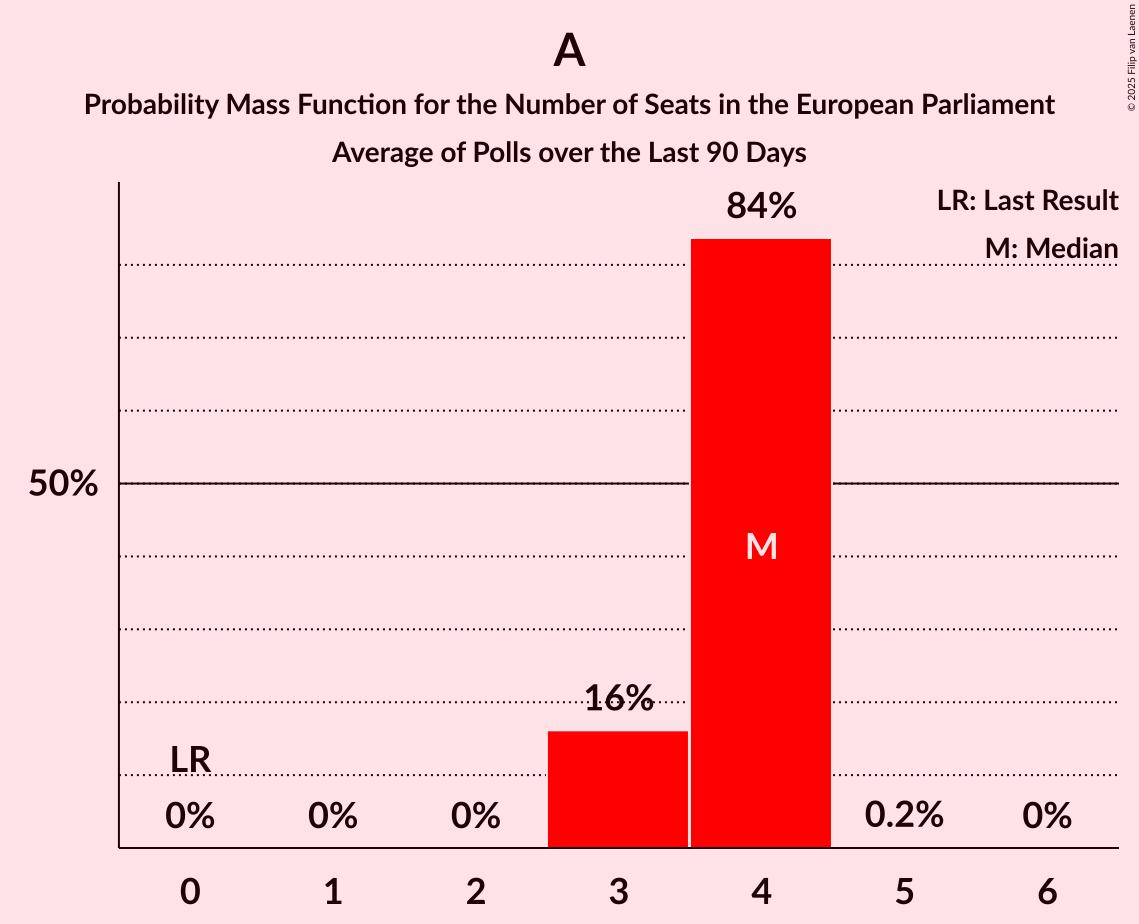 A
Probability Mass Function for the Number of Seats in the European Parliament
Average of Polls over the Last 90 Days
© 2025 Filip van Laenen
LR: Last Result
M: Median
84%
50%
M
16%
LR
0%
0%
0%
0.2%
0%
0 1 2 3 4 5 6